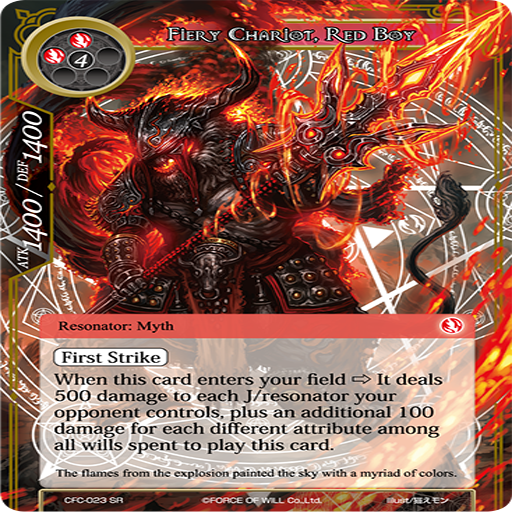 Fiery Chariot, Red Boy
4
ATK 1400 / DEF 1400
Resonator: Myth
First Strike
When this card enters your field ⇨ It deals
500 damage to each J/resonator your
opponent controls, plus an additional 100
damage for each different attribute among
all wills spent to play this card.
The flames from the explosion painted the sky with a myriad of colors.
CFC-023 SR
©FORCE OF WILL Co.,Ltd.
Illust/